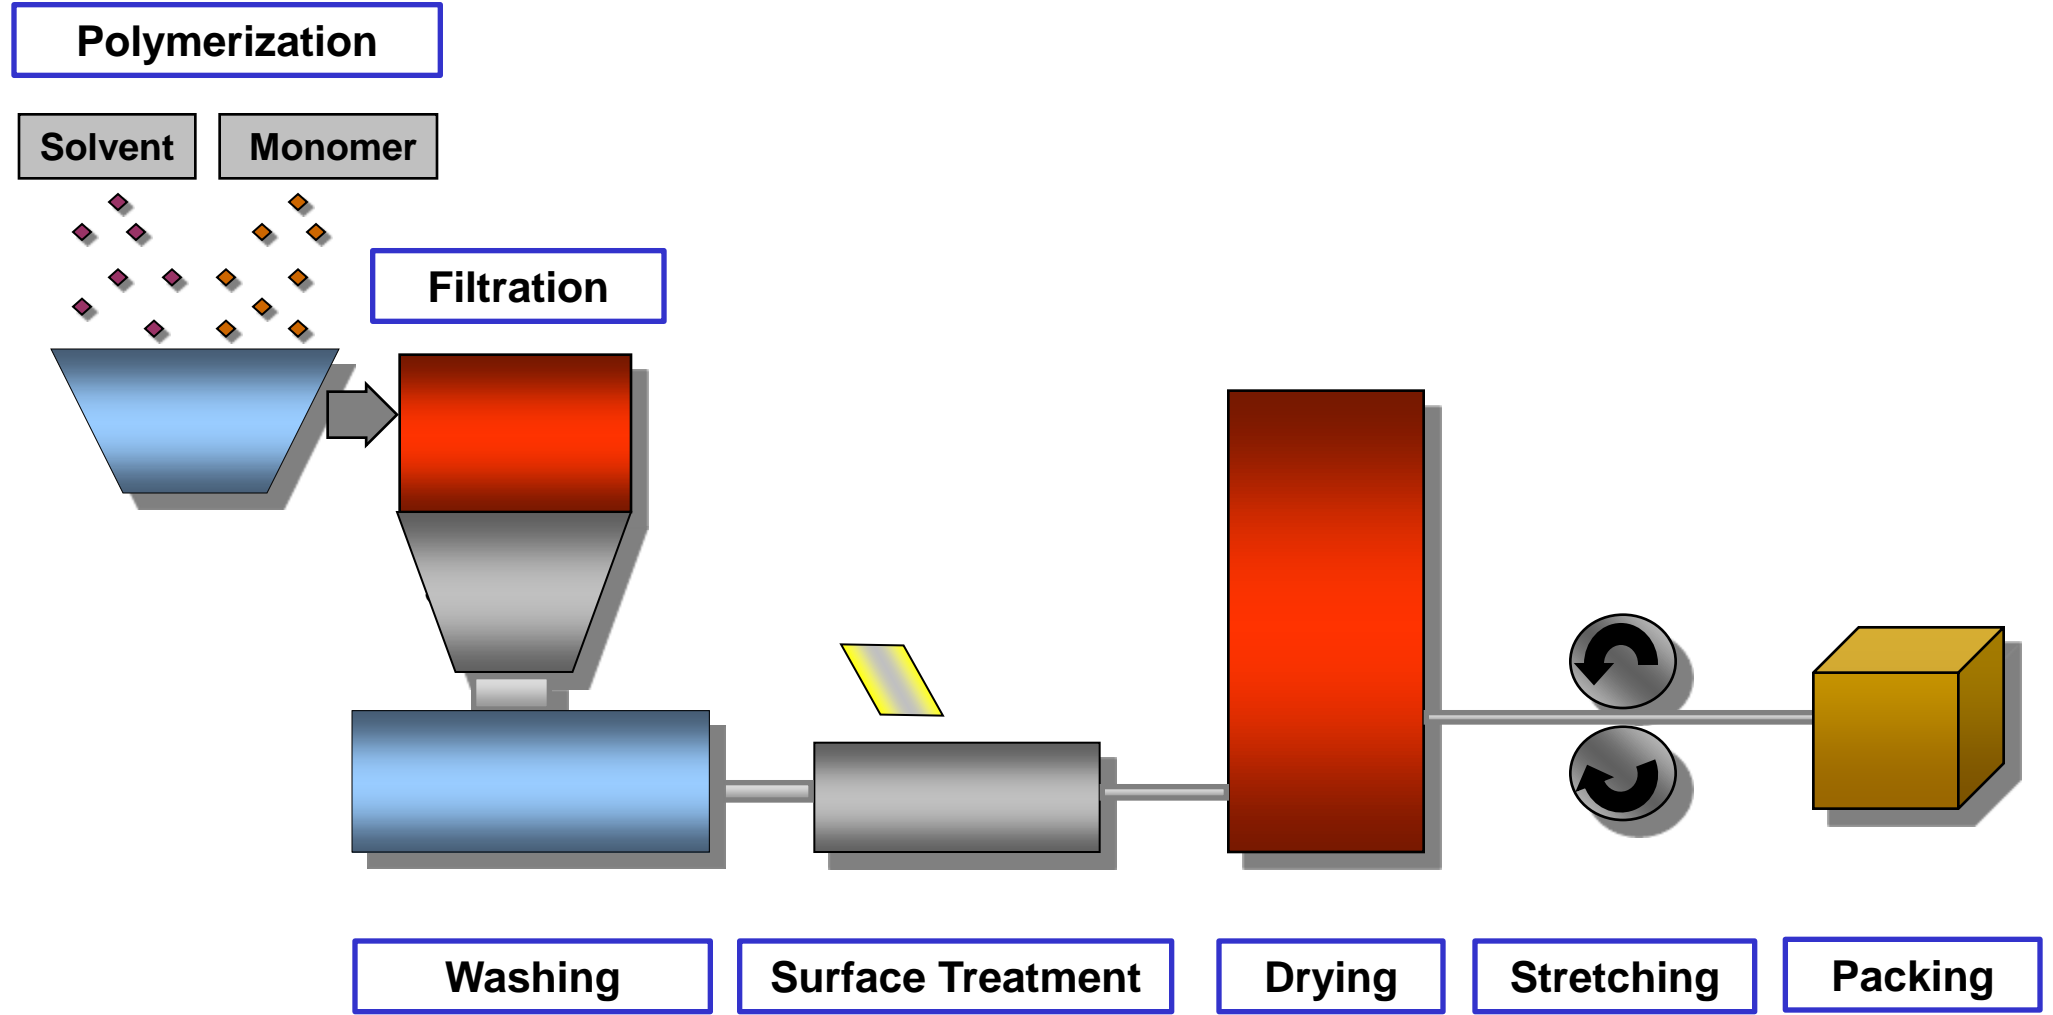 Polymerization
Solvent
Monomer
Filtration
Washing
Surface Treatment
Drying
Stretching
Packing